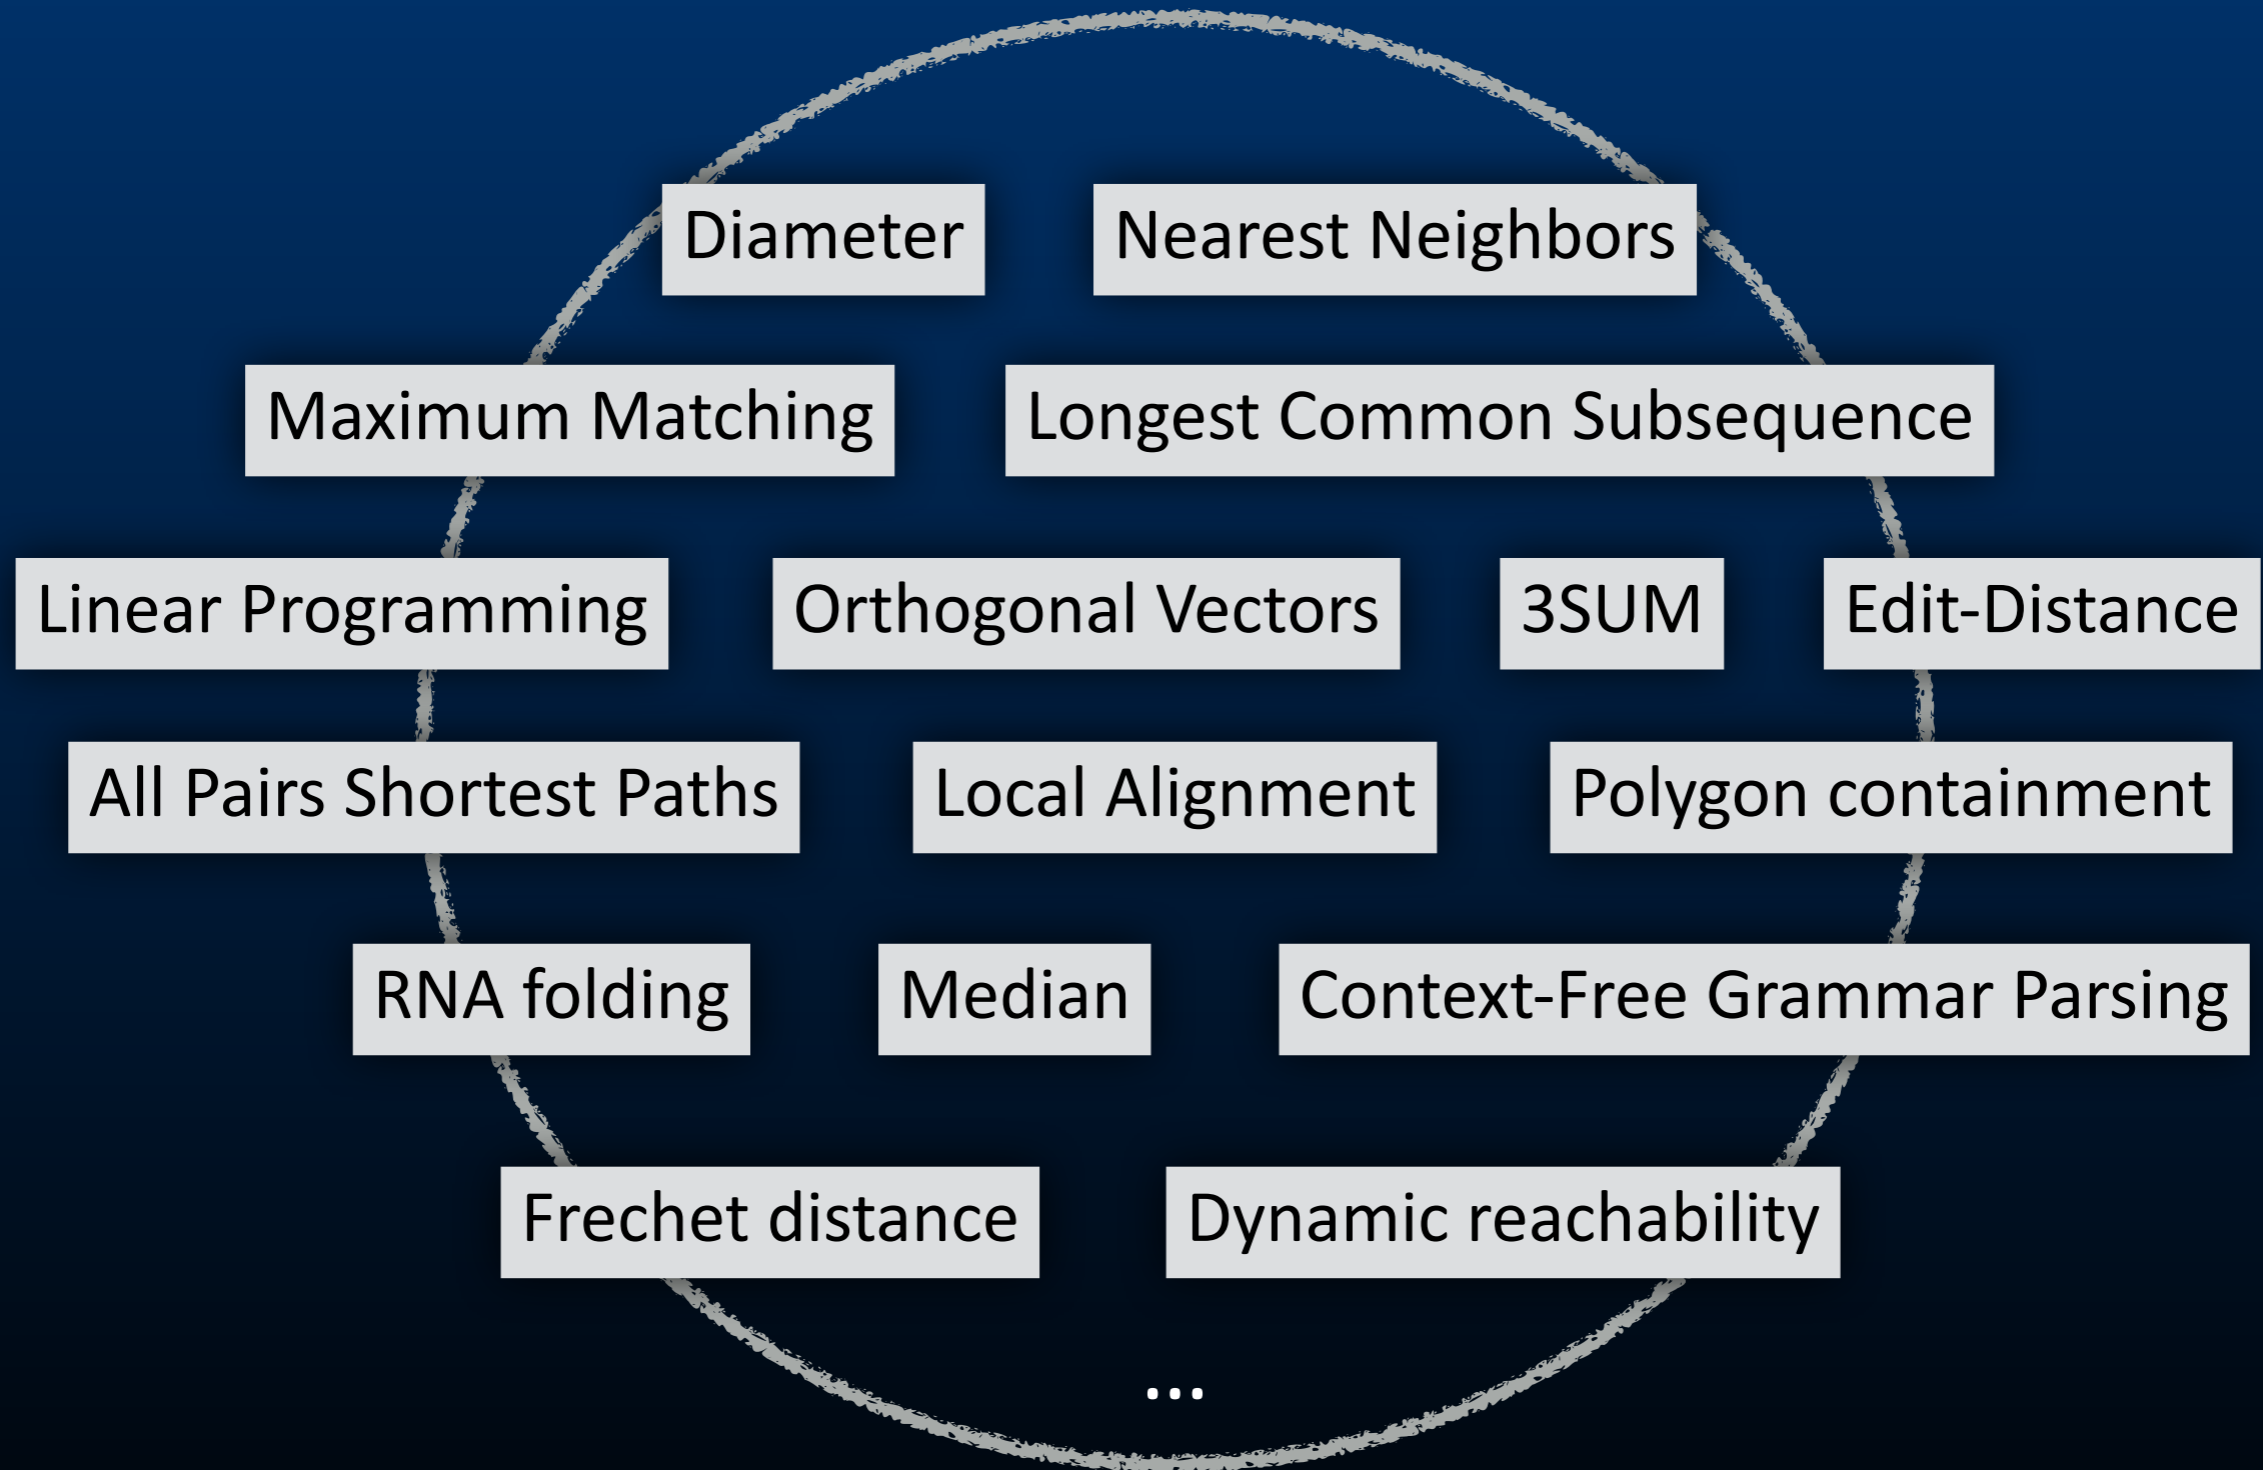 Diameter Nearest Neighbors
Maximum Matching Longest Common Subsequence
Linear Programming Orthogonal Vectors 3SUM Edit-Distance
All Pairs Shortest Paths Local Alignment Polygon containment
RNA folding Median Context-Free Grammar Parsing
Frechet distance Dynamic reachability
...